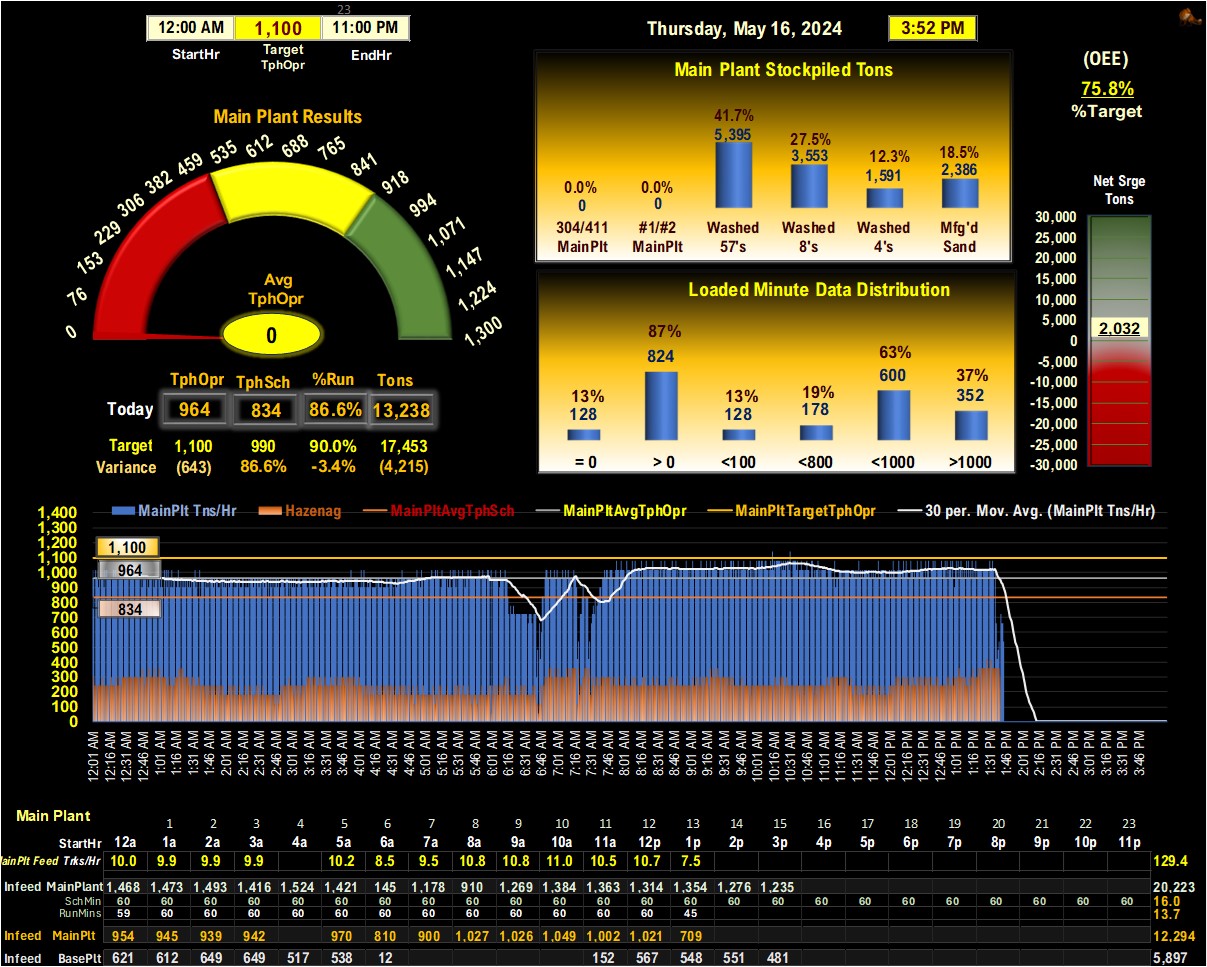 23
12:00 AM 1,100 11:00 PM
StartHr Target TphOpr EndHr
Thursday, May 16, 2024 3:52 PM
(OEE)
75.8%
%Target
Main Plant Results
0 76 153 229 306 382 459 535 612 688 765 841 918 994 1,071 1,147 1,224 1,300
Avg
TphOpr
0
TphOpr TphSch %Run Tons
Today 964 834 86.6% 13,238
Target 1,100 990 90.0% 17,453
Variance (643) 86.6% -3.4% (4,215)
Main Plant Stockpiled Tons
0.0% 0.0% 41.7% 27.5% 12.3% 18.5%
0 0 5,395 3,553 1,591 2,386
304/411 #1/#2 Washed Washed Washed Mfg'd
MainPlt MainPlt 57's 8's 4's Sand
Loaded Minute Data Distribution
13% 87% 13% 19% 63% 37%
128 824 128 178 600 352
= 0 > 0 <100 <800 <1000 >1000
Net Srge
Tons
30,000
25,000
20,000
15,000
10,000
5,000
2,032
0
-5,000
-10,000
-15,000
-20,000
-25,000
-30,000
MainPlt Tns/Hr Hazenag MainPltAvgTphSch MainPltAvgTphOpr MainPltTargetTphOpr 30 per. Mov. Avg. (MainPlt Tns/Hr)
1,400
1,300
1,200
1,100
1,000
900
800
700
600
500
400
300
200
100
0
1,100
964
834
12:01 AM 12:16 AM 12:31 AM 12:46 AM 1:01 AM 1:16 AM 1:31 AM 1:46 AM 2:01 AM 2:16 AM 2:31 AM 2:46 AM 3:01 AM 3:16 AM 3:31 AM 3:46 AM 4:01 AM 4:16 AM 4:31 AM 4:46 AM 5:01 AM 5:16 AM 5:31 AM 5:46 AM 6:01 AM 6:16 AM 6:31 AM 6:46 AM 7:01 AM 7:16 AM 7:31 AM 7:46 AM 8:01 AM 8:16 AM 8:31 AM 8:46 AM 9:01 AM 9:16 AM 9:31 AM 9:46 AM 10:01 AM 10:16 AM 10:31 AM 10:46 AM 11:01 AM 11:16 AM 11:31 AM 11:46 AM 12:01 PM 12:16 PM 12:31 PM 12:46 PM 1:01 PM 1:16 PM 1:31 PM 1:46 PM 2:01 PM 2:16 PM 2:31 PM 2:46 PM 3:01 PM 3:16 PM 3:31 PM 3:46 PM
Main Plant
1 2 3 4 5 6 7 8 9 10 11 12 13 14 15 16 17 18 19 20 21 22 23
StartHr 12a 1a 2a 3a 4a 5a 6a 7a 8a 9a 10a 11a 12p 1p 2p 3p 4p 5p 6p 7p 8p 9p 10p 11p
MainPlt Feed Trks/Hr 10.0 9.9 9.9 9.9 10.2 8.5 9.5 10.8 10.8 11.0 10.5 10.7 7.5 129.4
Infeed MainPlant 1,468 1,473 1,493 1,416 1,524 1,421 145 1,178 910 1,269 1,384 1,363 1,314 1,354 1,276 1,235 20,223
SchMin 60 60 60 60 60 60 60 60 60 60 60 60 60 60 60 60 60 60 60 60 60 60 60 16.0
RunMins 59 60 60 60 60 60 60 60 60 60 60 60 45 13.7
Infeed MainPlt 954 945 939 942 970 810 900 1,027 1,026 1,049 1,002 1,021 709 12,294
Infeed BasePlt 621 612 649 649 517 538 12 152 567 548 551 481 5,897